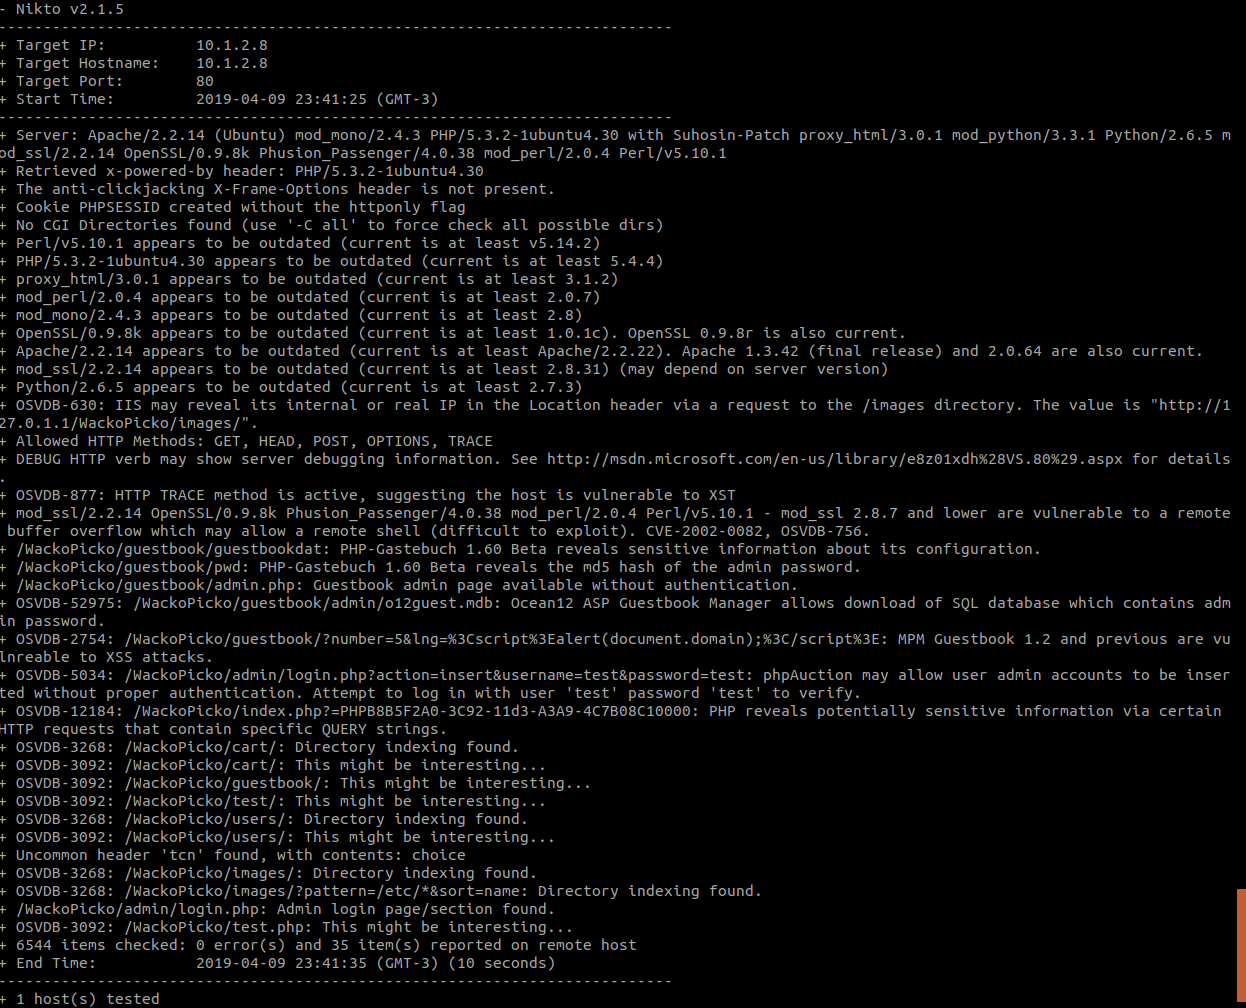 - Nikto v2.1.5
---------------------------------------------------------------------------
+ Target IP:          10.1.2.8
+ Target Hostname:    10.1.2.8
+ Target Port:        80
+ Start Time:         2019-04-09 23:41:25 (GMT-3)
---------------------------------------------------------------------------
+ Server: Apache/2.2.14 (Ubuntu) mod_mono/2.4.3 PHP/5.3.2-1ubuntu4.30 with Suhosin-Patch proxy_html/3.0.1 mod_python/3.3.1 Python/2.6.5 m
od_ssl/2.2.14 OpenSSL/0.9.8k Phusion_Passenger/4.0.38 mod_perl/2.0.4 Perl/v5.10.1
+ Retrieved x-powered-by header: PHP/5.3.2-1ubuntu4.30
+ The anti-clickjacking X-Frame-Options header is not present.
+ Cookie PHPSESSID created without the httponly flag
+ No CGI Directories found (use '-C all' to force check all possible dirs)
+ Perl/v5.10.1 appears to be outdated (current is at least v5.14.2)
+ PHP/5.3.2-1ubuntu4.30 appears to be outdated (current is at least 5.4.4)
+ proxy_html/3.0.1 appears to be outdated (current is at least 3.1.2)
+ mod_perl/2.0.4 appears to be outdated (current is at least 2.0.7)
+ mod_mono/2.4.3 appears to be outdated (current is at least 2.8)
+ OpenSSL/0.9.8k appears to be outdated (current is at least 1.0.1c). OpenSSL 0.9.8r is also current.
+ Apache/2.2.14 appears to be outdated (current is at least Apache/2.2.22). Apache 1.3.42 (final release) and 2.0.64 are also current.
+ mod_ssl/2.2.14 appears to be outdated (current is at least 2.8.31) (may depend on server version)
+ Python/2.6.5 appears to be outdated (current is at least 2.7.3)
+ OSVDB-630: IIS may reveal its internal or real IP in the Location header via a request to the /images directory. The value is "http://1
27.0.1.1/WackoPicko/images/".
+ Allowed HTTP Methods: GET, HEAD, POST, OPTIONS, TRACE
+ DEBUG HTTP verb may show server debugging information. See http://msdn.microsoft.com/en-us/library/e8z01xdh%28VS.80%29.aspx for details
.
+ OSVDB-877: HTTP TRACE method is active, suggesting the host is vulnerable to XST
+ mod_ssl/2.2.14 OpenSSL/0.9.8k Phusion_Passenger/4.0.38 mod_perl/2.0.4 Perl/v5.10.1 - mod_ssl 2.8.7 and lower are vulnerable to a remote
 buffer overflow which may allow a remote shell (difficult to exploit). CVE-2002-0082, OSVDB-756.
+ /WackoPicko/guestbook/guestbookdat: PHP-Gastebuch 1.60 Beta reveals sensitive information about its configuration.
+ /WackoPicko/guestbook/pwd: PHP-Gastebuch 1.60 Beta reveals the md5 hash of the admin password.
+ /WackoPicko/guestbook/admin.php: Guestbook admin page available without authentication.
+ OSVDB-52975: /WackoPicko/guestbook/admin/o12guest.mdb: Ocean12 ASP Guestbook Manager allows download of SQL database which contains adm
in password.
+ OSVDB-2754: /WackoPicko/guestbook/?number=5&lng=%3Cscript%3Ealert(document.domain);%3C/script%3E: MPM Guestbook 1.2 and previous are vu
lnreable to XSS attacks.
+ OSVDB-5034: /WackoPicko/admin/login.php?action=insert&username=test&password=test: phpAuction may allow user admin accounts to be inser
ted without proper authentication. Attempt to log in with user 'test' password 'test' to verify.
+ OSVDB-12184: /WackoPicko/index.php?=PHPB8B5F2A0-3C92-11d3-A3A9-4C7B08C10000: PHP reveals potentially sensitive information via certain
HTTP requests that contain specific QUERY strings.
+ OSVDB-3268: /WackoPicko/cart/: Directory indexing found.
+ OSVDB-3092: /WackoPicko/cart/: This might be interesting...
+ OSVDB-3092: /WackoPicko/guestbook/: This might be interesting...
+ OSVDB-3092: /WackoPicko/test/: This might be interesting...
+ OSVDB-3268: /WackoPicko/users/: Directory indexing found.
+ OSVDB-3092: /WackoPicko/users/: This might be interesting...
+ Uncommon header 'tcn' found, with contents: choice
+ OSVDB-3268: /WackoPicko/images/: Directory indexing found.
+ OSVDB-3268: /WackoPicko/images/?pattern=/etc/*&sort=name: Directory indexing found.
+ /WackoPicko/admin/login.php: Admin login page/section found.
+ OSVDB-3092: /WackoPicko/test.php: This might be interesting...
+ 6544 items checked: 0 error(s) and 35 item(s) reported on remote host
+ End Time:           2019-04-09 23:41:35 (GMT-3) (10 seconds)
---------------------------------------------------------------------------
+ 1 host(s) tested